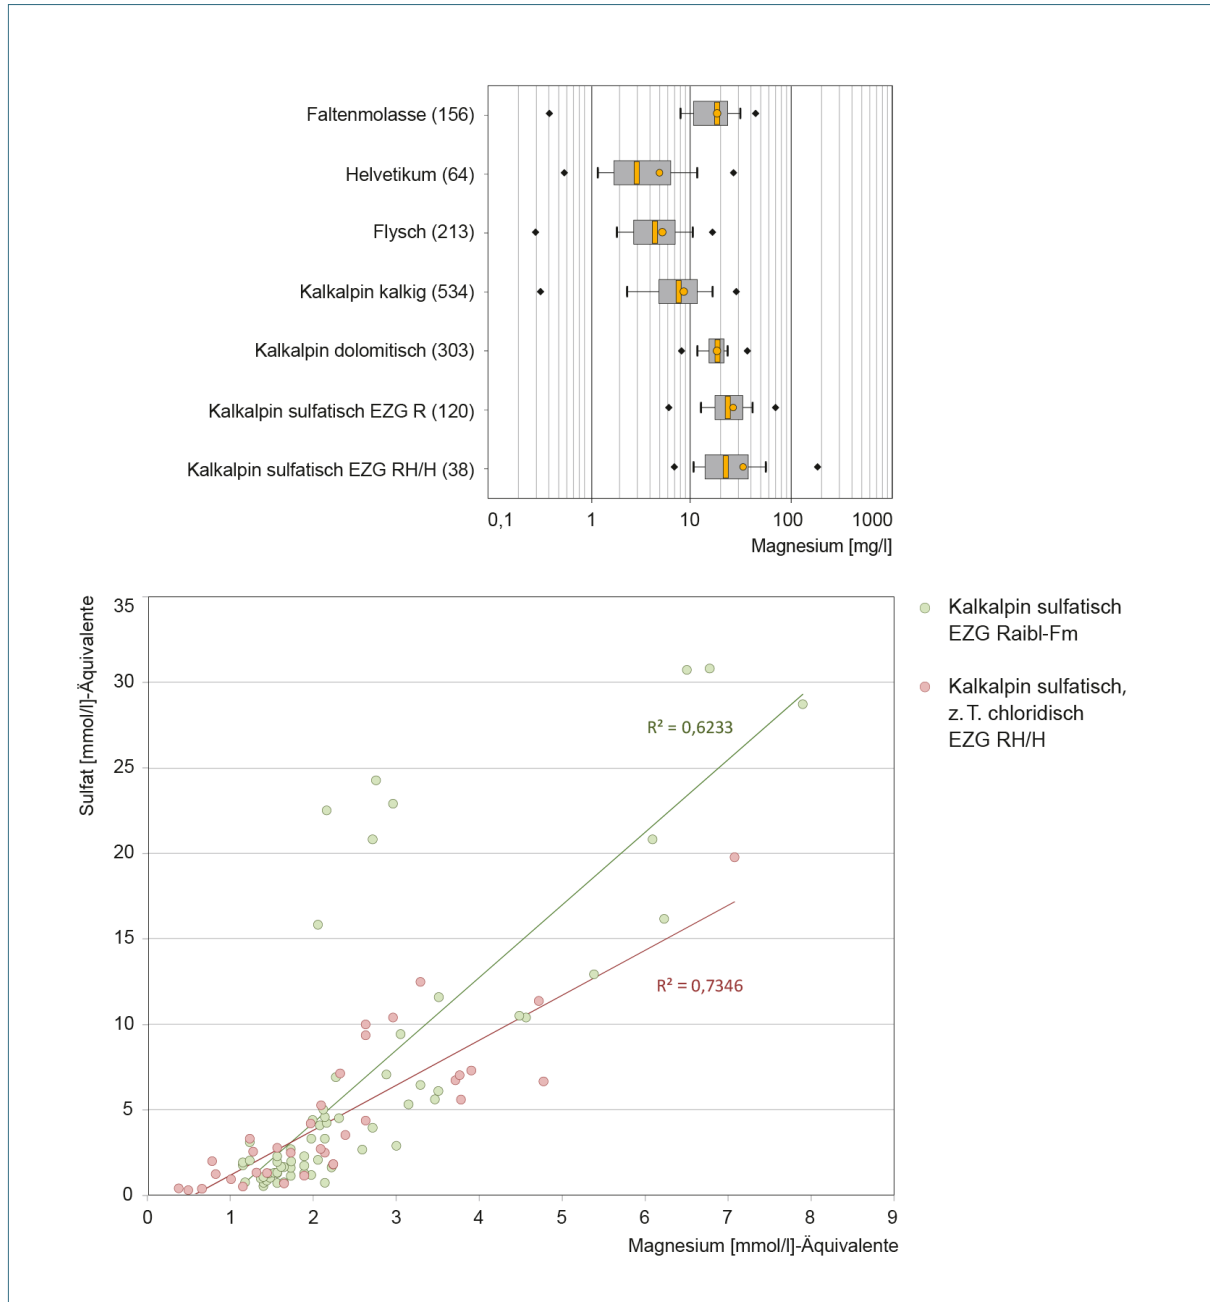 Faltenmolasse (156)
Helvetikum (64)
Flysch (213)
Kalkalpin kalkig (534)
Kalkalpin dolomitisch (303)
Kalkalpin sulfatisch EZG R (120)
Kalkalpin sulfatisch EZG RH/H (38)
0,1 1 10 100 1000
Magnesium [mg/l]
Sulfat [mmol/l]-Äquivalente
35
30
25
20
15
10
5
0
0 1 2 3 4 5 6 7 8 9
Magnesium [mmol/l]-Äquivalente
R² = 0,6233
R² = 0,7346
Kalkalpin sulfatisch
EZG Raibl-Fm
Kalkalpin sulfatisch,
z. T. chloridisch
EZG RH/H